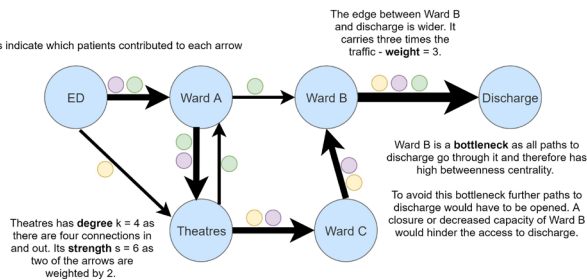 The edge between Ward B
and discharge is wider. It
carries three times the
traffic - weight = 3.
s indicate which patients contributed to each arrow
ED
Ward A
Ward B
Discharge
Ward B is a bottleneck as all paths to
discharge go through it and therefore has
high betweenness centrality.
To avoid this bottleneck further paths to
discharge would have to be opened. A
closure or decreased capacity of Ward B
would hinder the access to discharge.
Theatres
Ward C
Theatres has degree k = 4 as
there are four connections in
and out. Its strength s = 6 as
two of the arrows are
weighted by 2.